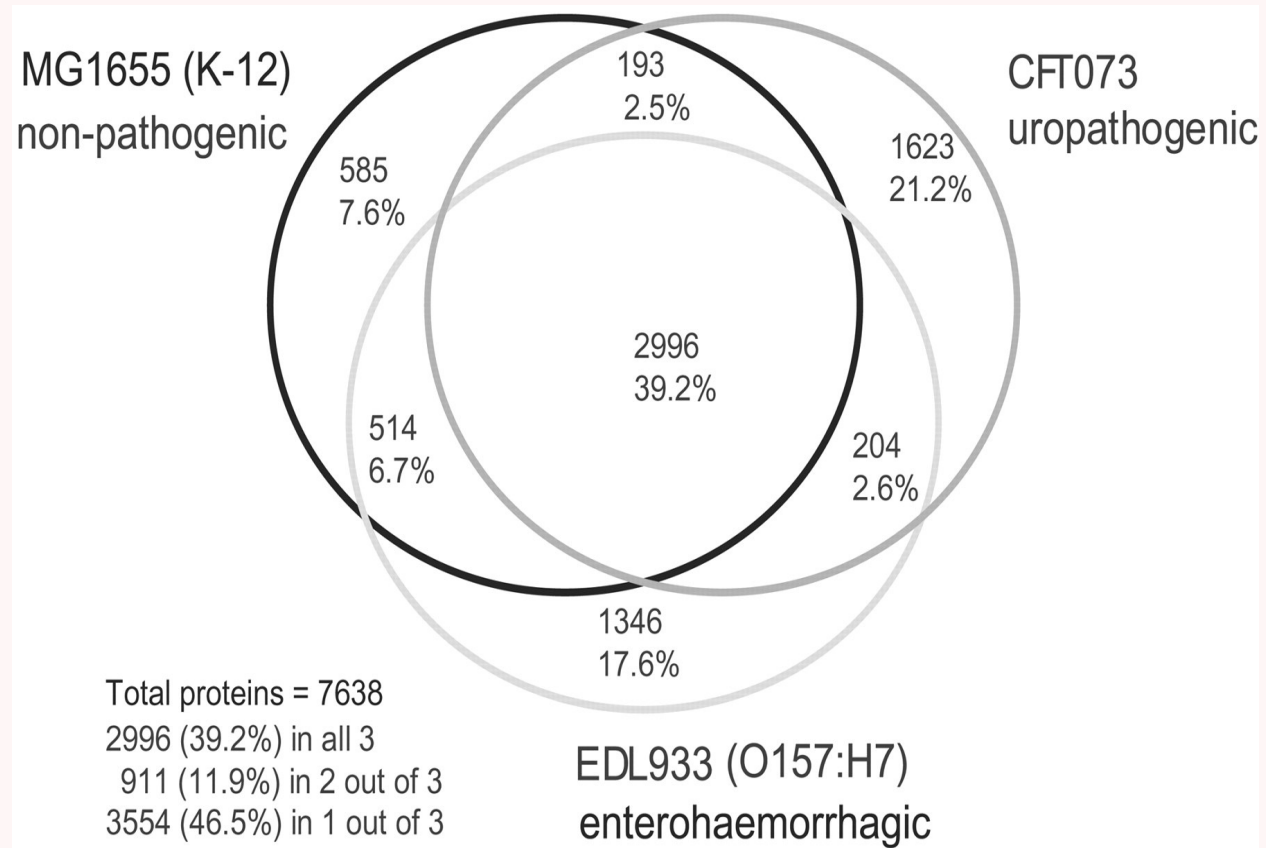 MG1655 (K-12)
non-pathogenic
193
2.5%
CFT073
uropathogenic
585
7.6%
1623
21.2%
2996
39.2%
514
6.7%
204
2.6%
1346
17.6%
Total proteins = 7638
2996 (39.2%) in all 3
911 (11.9%) in 2 out of 3
3554 (46.5%) in 1 out of 3
EDL933 (O157:H7)
enterohaemorrhagic